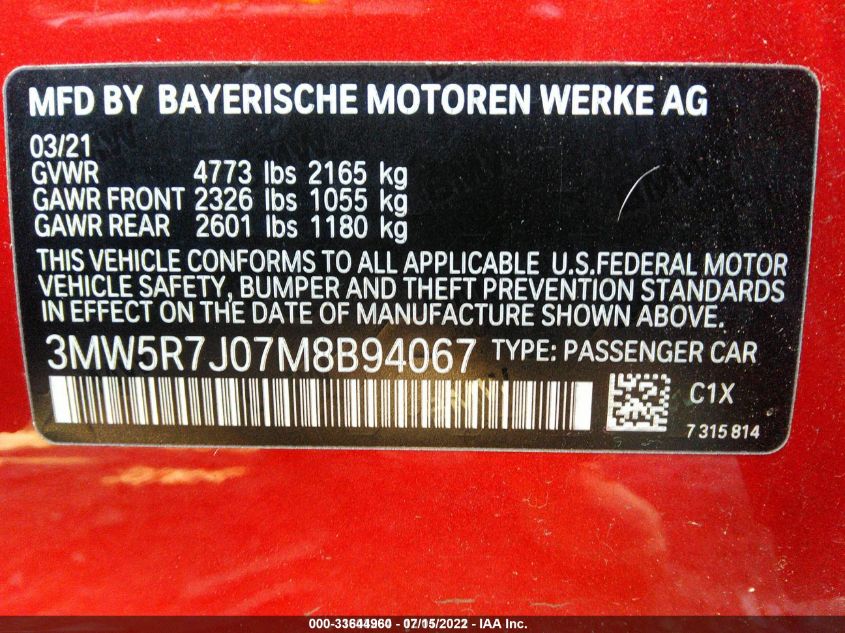 MFD BY BAYERISCHE MOTOREN WERKE AG
03/21
GVWR 4773 lbs 2165 kg
GAWR FRONT 2326 lbs 1055 kg
GAWR REAR 2601 lbs 1180 kg
THIS VEHICLE CONFORMS TO ALL APPLICABLE U.S.FEDERAL MOTOR
VEHICLE SAFETY, BUMPER AND THEFT PREVENTION STANDARDS
IN EFFECT ON THE DATE OF MANUFACTURE SHOWN ABOVE.
3MW5R7J07M8B94067 TYPE: PASSENGER CAR
C1X
7 315 814
000-33644960 - 07/15/2022 - IAA Inc.